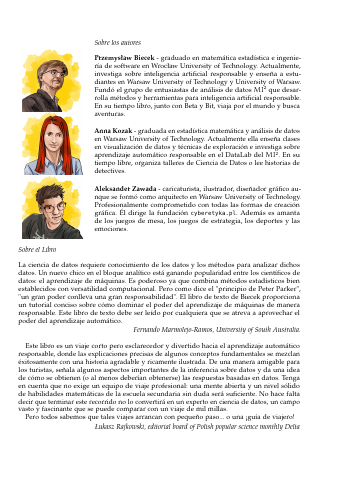 Sobre los autores
Przemysław Biecek - graduado en matemática estadística e ingenie-
ría de software en Wrocław University of Technology. Actualmente,
investiga sobre inteligencia artificial responsable y enseña a estu-
diantes en Warsaw University of Technology y University of Warsaw.
Fundó el grupo de entusiastas de análisis de datos MI² que desar-
rolla métodos y herramientas para inteligencia artificial responsable.
En su tiempo libre, junto con Beta y Bit, viaja por el mundo y busca
aventuras.
Anna Kozak - graduada en estadística matemática y análisis de datos
en Warsaw University of Technology. Actualmente ella enseña clases
en visualización de datos y técnicas de exploración e investiga sobre
aprendizaje automático responsable en el DataLab del MI². En su
tiempo libre, organiza talleres de Ciencia de Datos o lee historias de
detectives.
Aleksander Zawada - caricaturista, ilustrador, diseñador gráfico au-
nque se formó como arquitecto en Warsaw University of Technology.
Profesionalmente comprometido con todas las formas de creación
gráfica. Él dirige la fundación cyberetyka.pl. Además es amante
de los juegos de mesa, los juegos de estrategia, los deportes y las
emociones.
Sobre el Libro
La ciencia de datos requiere conocimiento de los datos y los métodos para analizar dichos
datos. Un nuevo chico en el bloque analítico está ganando popularidad entre los científicos de
datos: el aprendizaje de máquinas. Es poderoso ya que combina métodos estadísticos bien
establecidos con versatilidad computacional. Pero como dice el "principio de Peter Parker",
"un gran poder conlleva una gran responsabilidad". El libro de texto de Biecek proporciona
un tutorial conciso sobre cómo dominar el poder del aprendizaje de máquinas de manera
responsable. Este libro de texto debe ser leído por cualquiera que se atreva a aprovechar el
poder del aprendizaje automático.
Fernando Marmolejo-Ramos, University of South Australia
Este libro es un viaje corto pero esclarecedor y divertido hacia el aprendizaje automático
responsable, donde las explicaciones precisas de algunos conceptos fundamentales se mezclan
éxitosamente con una historia agradable y ricamente ilustrada. De una manera amigable para
los turistas, señala algunos aspectos importantes de la inferencia sobre datos y da una idea
de cómo se obtienen (o al menos deberían obtenerse) las respuestas basadas en datos. Tenga
en cuenta que no exige un equipo de viaje profesional: una mente abierta y un nivel sólido
de habilidades matemáticas de la escuela secundaria sin duda será suficiente. No hace falta
decir que terminar este recorrido no lo convertirá en un experto en ciencia de datos, un campo
vasto y fascinante que se puede comparar con un viaje de mil millas.
Pero todos sabemos que tales viajes arrancan con pequeño paso... o una ¡guía de viajero!
Łukasz Rajkowski, editorial board of Polish popular science monthly Delta